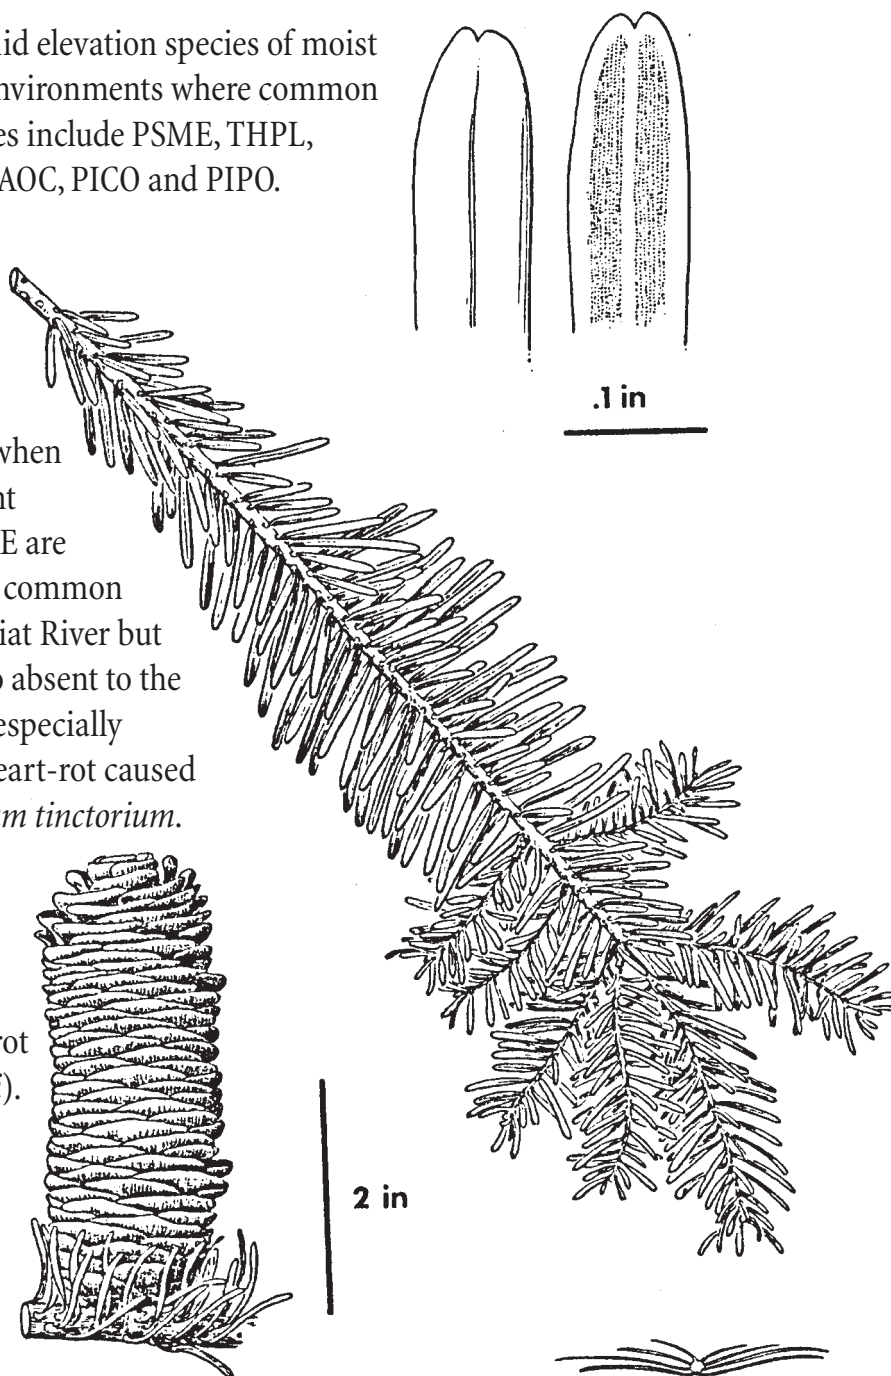 id elevation species of moist
nvironments where common
es include PSME, THPL,
AOC, PICO and PIPO.
.1 in
when
nt
E are
common
iat River but
o absent to the
especially
eart-rot caused
m tinctorium.
rot
).
2 in